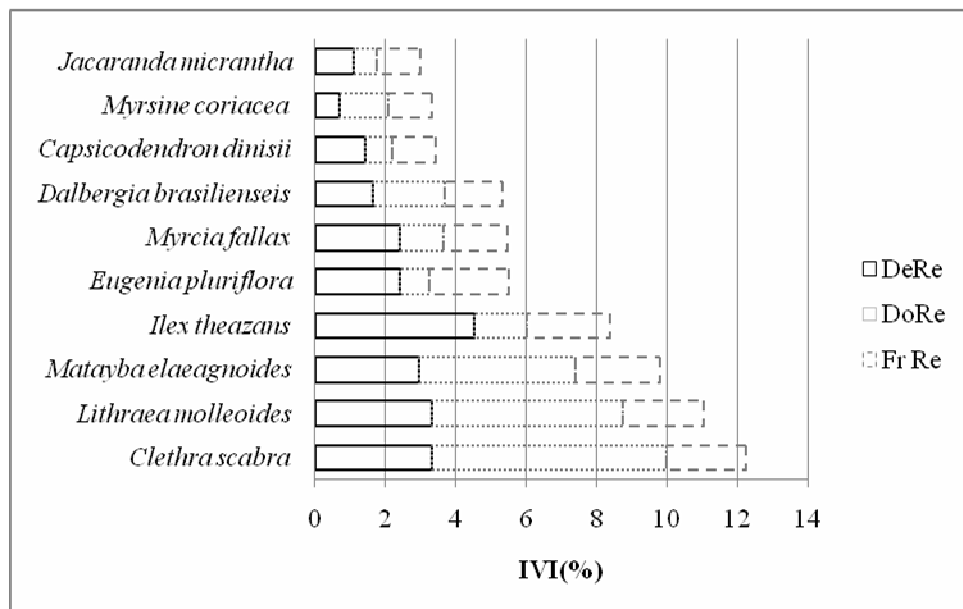 Jacaranda micrantha
Myrsine coriacea
Capsicodendron dinisii
Dalbergia brasilienseis
Myrcia fallax
Eugenia pluriflora
Ilex theazans
Matayba elaeagnoides
Lithraea molleoides
Clethra scabra
0 2 4 6 8 10 12 14
IVI(%)
DeRe
DoRe
Fr Re